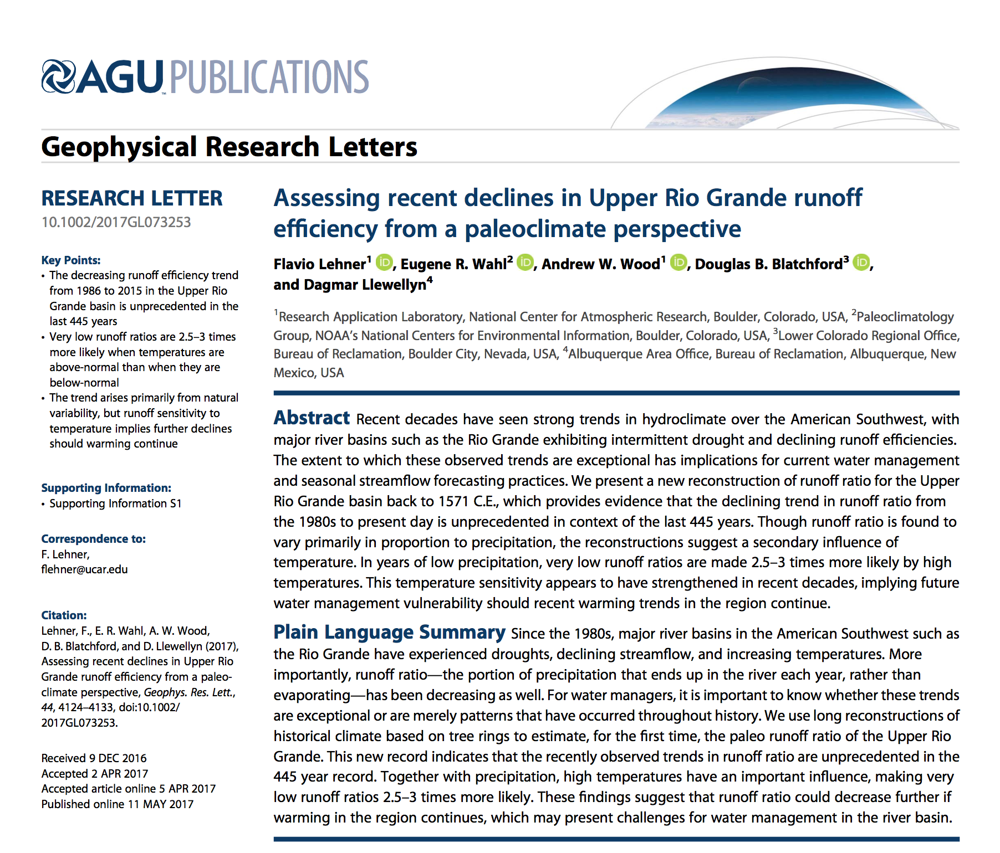 AGU PUBLICATIONS
™
Geophysical Research Letters
RESEARCH LETTER
10.1002/2017GL073253
Key Points:
• The decreasing runoff efficiency trend
from 1986 to 2015 in the Upper Rio
Grande basin is unprecedented in the
last 445 years
• Very low runoff ratios are 2.5–3 times
more likely when temperatures are
above-normal than when they are
below-normal
• The trend arises primarily from natural
variability, but runoff sensitivity to
temperature implies further declines
should warming continue
Supporting Information:
• Supporting Information S1
Correspondence to:
F. Lehner,
flehner@ucar.edu
Citation:
Lehner, F., E. R. Wahl, A. W. Wood,
D. B. Blatchford, and D. Llewellyn (2017),
Assessing recent declines in Upper Rio
Grande runoff efficiency from a paleo-
climate perspective, Geophys. Res. Lett.,
44, 4124–4133, doi:10.1002/
2017GL073253.
Received 9 DEC 2016
Accepted 2 APR 2017
Accepted article online 5 APR 2017
Published online 11 MAY 2017
Assessing recent declines in Upper Rio Grande runoff
efficiency from a paleoclimate perspective
Flavio Lehner1 iD, Eugene R. Wahl2 iD, Andrew W. Wood1 iD, Douglas B. Blatchford3 iD,
and Dagmar Llewellyn4
1Research Application Laboratory, National Center for Atmospheric Research, Boulder, Colorado, USA, 2Paleoclimatology
Group, NOAA's National Centers for Environmental Information, Boulder, Colorado, USA, 3Lower Colorado Regional Office,
Bureau of Reclamation, Boulder City, Nevada, USA, 4Albuquerque Area Office, Bureau of Reclamation, Albuquerque, New
Mexico, USA
Abstract Recent decades have seen strong trends in hydroclimate over the American Southwest, with
major river basins such as the Rio Grande exhibiting intermittent drought and declining runoff efficiencies.
The extent to which these observed trends are exceptional has implications for current water management
and seasonal streamflow forecasting practices. We present a new reconstruction of runoff ratio for the Upper
Rio Grande basin back to 1571 C.E., which provides evidence that the declining trend in runoff ratio from
the 1980s to present day is unprecedented in context of the last 445 years. Though runoff ratio is found to
vary primarily in proportion to precipitation, the reconstructions suggest a secondary influence of
temperature. In years of low precipitation, very low runoff ratios are made 2.5–3 times more likely by high
temperatures. This temperature sensitivity appears to have strengthened in recent decades, implying future
water management vulnerability should recent warming trends in the region continue.
Plain Language Summary Since the 1980s, major river basins in the American Southwest such as
the Rio Grande have experienced droughts, declining streamflow, and increasing temperatures. More
importantly, runoff ratio—the portion of precipitation that ends up in the river each year, rather than
evaporating—has been decreasing as well. For water managers, it is important to know whether these trends
are exceptional or are merely patterns that have occurred throughout history. We use long reconstructions of
historical climate based on tree rings to estimate, for the first time, the paleo runoff ratio of the Upper Rio
Grande. This new record indicates that the recently observed trends in runoff ratio are unprecedented in the
445 year record. Together with precipitation, high temperatures have an important influence, making very
low runoff ratios 2.5–3 times more likely. These findings suggest that runoff ratio could decrease further if
warming in the region continues, which may present challenges for water management in the river basin.